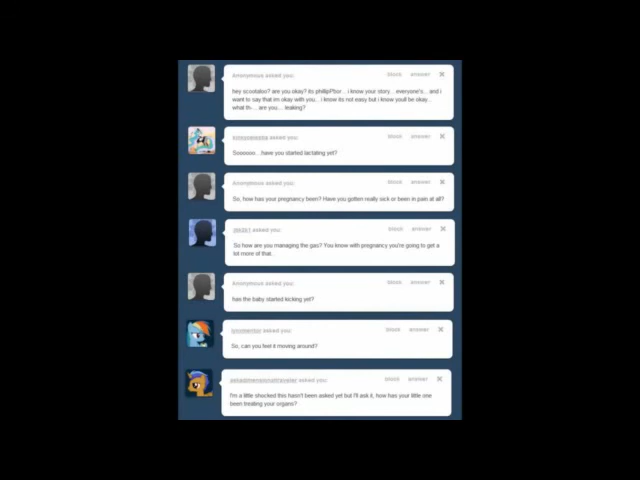 Anonymous asked you:
block answer ✕
hey scootaloo? are you okay? its phillipPbor .. i know your story.. everyone's... and i
want to say that im okay with you... i know its not easy but i know youll be okay..
what th-... are you... leaking?
asked you:
block answer ✕
Soooooo...have you started lactating yet?
Anonymous asked you:
block answer ✕
So, how has your pregnancy been? Have you gotten really sick or been in pain at all?
asked you:
block answer ✕
So how are you managing the gas? You know with pregnancy you're going to get a
lot more of that.
Anonymous asked you:
block answer ✕
has the baby started kicking yet?
asked you:
block answer ✕
So, can you feel it moving around?
asked you:
block answer ✕
I'm a little shocked this hasn't been asked yet but I'll ask it, how has your little one
been treating your organs?